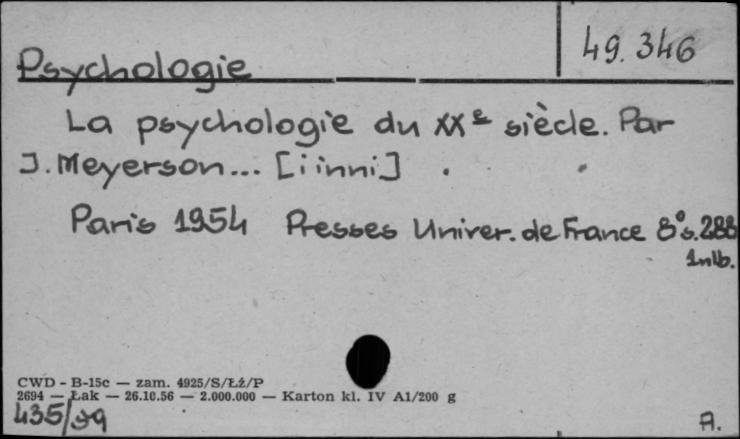 49.346
Psychologie
La psychologie du XXe siècle. Par
J. Meyerson... [i inni]
Paris 1954 Presses Univer. de France 8° s. 288
1nlb.
CWD - B-15c — zam. 4925/S/Łź/P
2694 — Łak — 26.10.56 — 2.000.000 — Karton kl. IV A1/200 g
435/59
A.